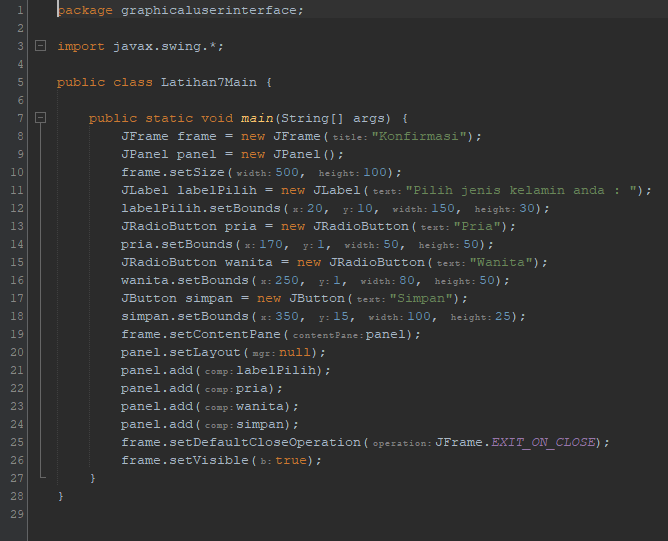 1 package graphicaluserinterface;
2
3 import javax.swing.*;
4
5 public class Latihan7Main {
6
7 public static void main(String[] args) {
8 JFrame frame = new JFrame( title: "Konfirmasi");
9 JPanel panel = new JPanel();
10 frame.setSize( width: 500, height: 100);
11 JLabel labelPilih = new JLabel( text: "Pilih jenis kelamin anda : ");
12 labelPilih.setBounds( x: 20, y: 10, width: 150, height: 30);
13 JRadioButton pria = new JRadioButton( text: "Pria");
14 pria.setBounds( x: 170, y: 1, width: 50, height: 50);
15 JRadioButton wanita = new JRadioButton( text: "Wanita");
16 wanita.setBounds( x: 250, y: 1, width: 80, height: 50);
17 JButton simpan = new JButton( text: "Simpan");
18 simpan.setBounds( x: 350, y: 15, width: 100, height: 25);
19 frame.setContentPane( contentPane: panel);
20 panel.setLayout( mgr: null);
21 panel.add( comp: labelPilih);
22 panel.add( comp: pria);
23 panel.add( comp: wanita);
24 panel.add( comp: simpan);
25 frame.setDefaultCloseOperation( operation: JFrame.EXIT_ON_CLOSE);
26 frame.setVisible( b: true);
27 }
28 }
29